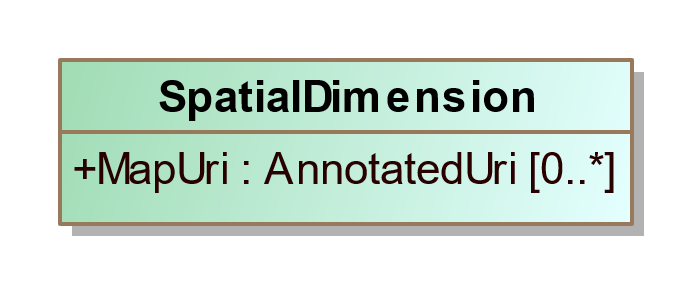 SpatialDimension
+MapUri : AnnotatedUri [0..*]